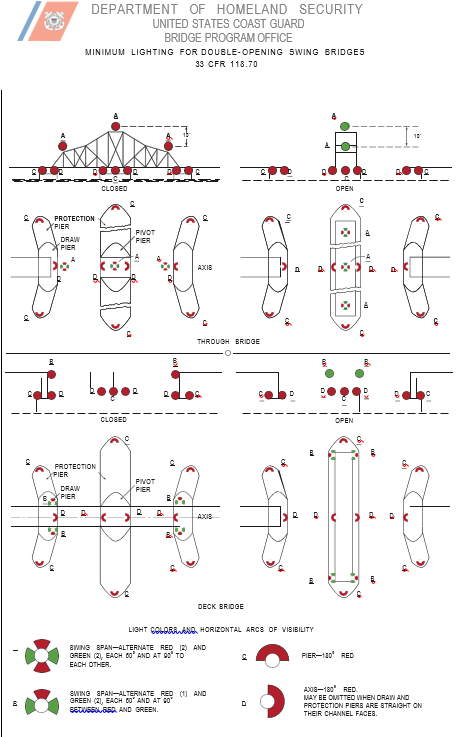 DEPARTMENT OF HOMELAND SECURITY
UNITED STATES COAST GUARD
BRIDGE PROGRAM OFFICE
MINIMUM LIGHTING FOR DOUBLE-OPENING SWING BRIDGES
33 CFR 118.70
A
A
A
15'
A
A
15'
C D D C D D C
C D D C
C
CLOSED
OPEN
C
PROTECTION
PIER
DRAW
PIER
PIVOT
PIER
A
A
A
AXIS
D D
C
C
C
C
C
A
A
A
D D D D
C
C
C
THROUGH BRIDGE
B
B
B
B
C D D D D C
C
C D D D D C
C
CLOSED
OPEN
C
C
PROTECTION
PIER
DRAW
PIER
PIVOT
PIER
B
B
B
B
D D D D
AXIS
C
C
C
C
C
B
B
D D D
B
B
C
C
C
DECK BRIDGE
LIGHT COLORS AND HORIZONTAL ARCS OF VISIBILITY
SWING SPAN—ALTERNATE RED (2) AND
GREEN (2), EACH 60° AND AT 90° TO
EACH OTHER.
C
PIER—180° RED
B
SWING SPAN—ALTERNATE RED (1) AND
GREEN (2), EACH 60° AND AT 90°
BETWEEN RED AND GREEN.
D
AXIS—180° RED.
MAY BE OMITTED WHEN DRAW AND
PROTECTION PIERS ARE STRAIGHT ON
THEIR CHANNEL FACES.